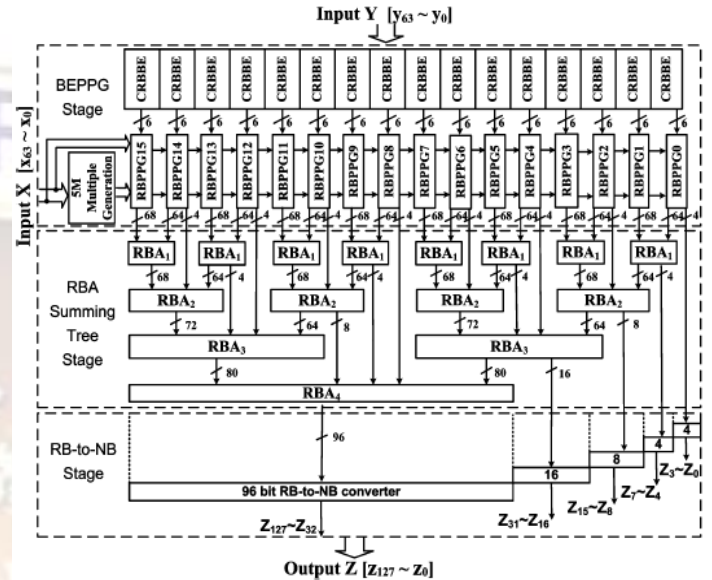 Input Y [y63 ~ y0]
BEPPG Stage
CRBBE CRBBE CRBBE CRBBE CRBBE CRBBE CRBBE CRBBE CRBBE CRBBE CRBBE CRBBE CRBBE CRBBE CRBBE CRBBE
6 6 6 6 6 6 6 6 6 6 6 6 6 6 6 6
Input X [x63 ~ x0]
5M Multiple Generation
RBPPG15 RBPPG14 RBPPG13 RBPPG12 RBPPG11 RBPPG10 RBPPG9 RBPPG8 RBPPG7 RBPPG6 RBPPG5 RBPPG4 RBPPG3 RBPPG2 RBPPG1 RBPPG0
68 64 4 68 64 4 68 64 4 68 64 4 68 64 4 68 64 4 68 64 4 68 64 4
RBA Summing Tree Stage
RBA1 RBA1 RBA1 RBA1 RBA1 RBA1 RBA1 RBA1
68 64 4 68 64 4 68 64 4 68 64 4
RBA2 RBA2 RBA2 RBA2
72 64 8 72 64 8
RBA3 RBA3
80 80 16
RBA4
RB-to-NB Stage
96
4
4
8
16
96 bit RB-to-NB converter
Z3~Z0
Z7~Z4
Z15~Z8
Z31~Z16
Z127~Z32
Output Z [z127 ~ z0]